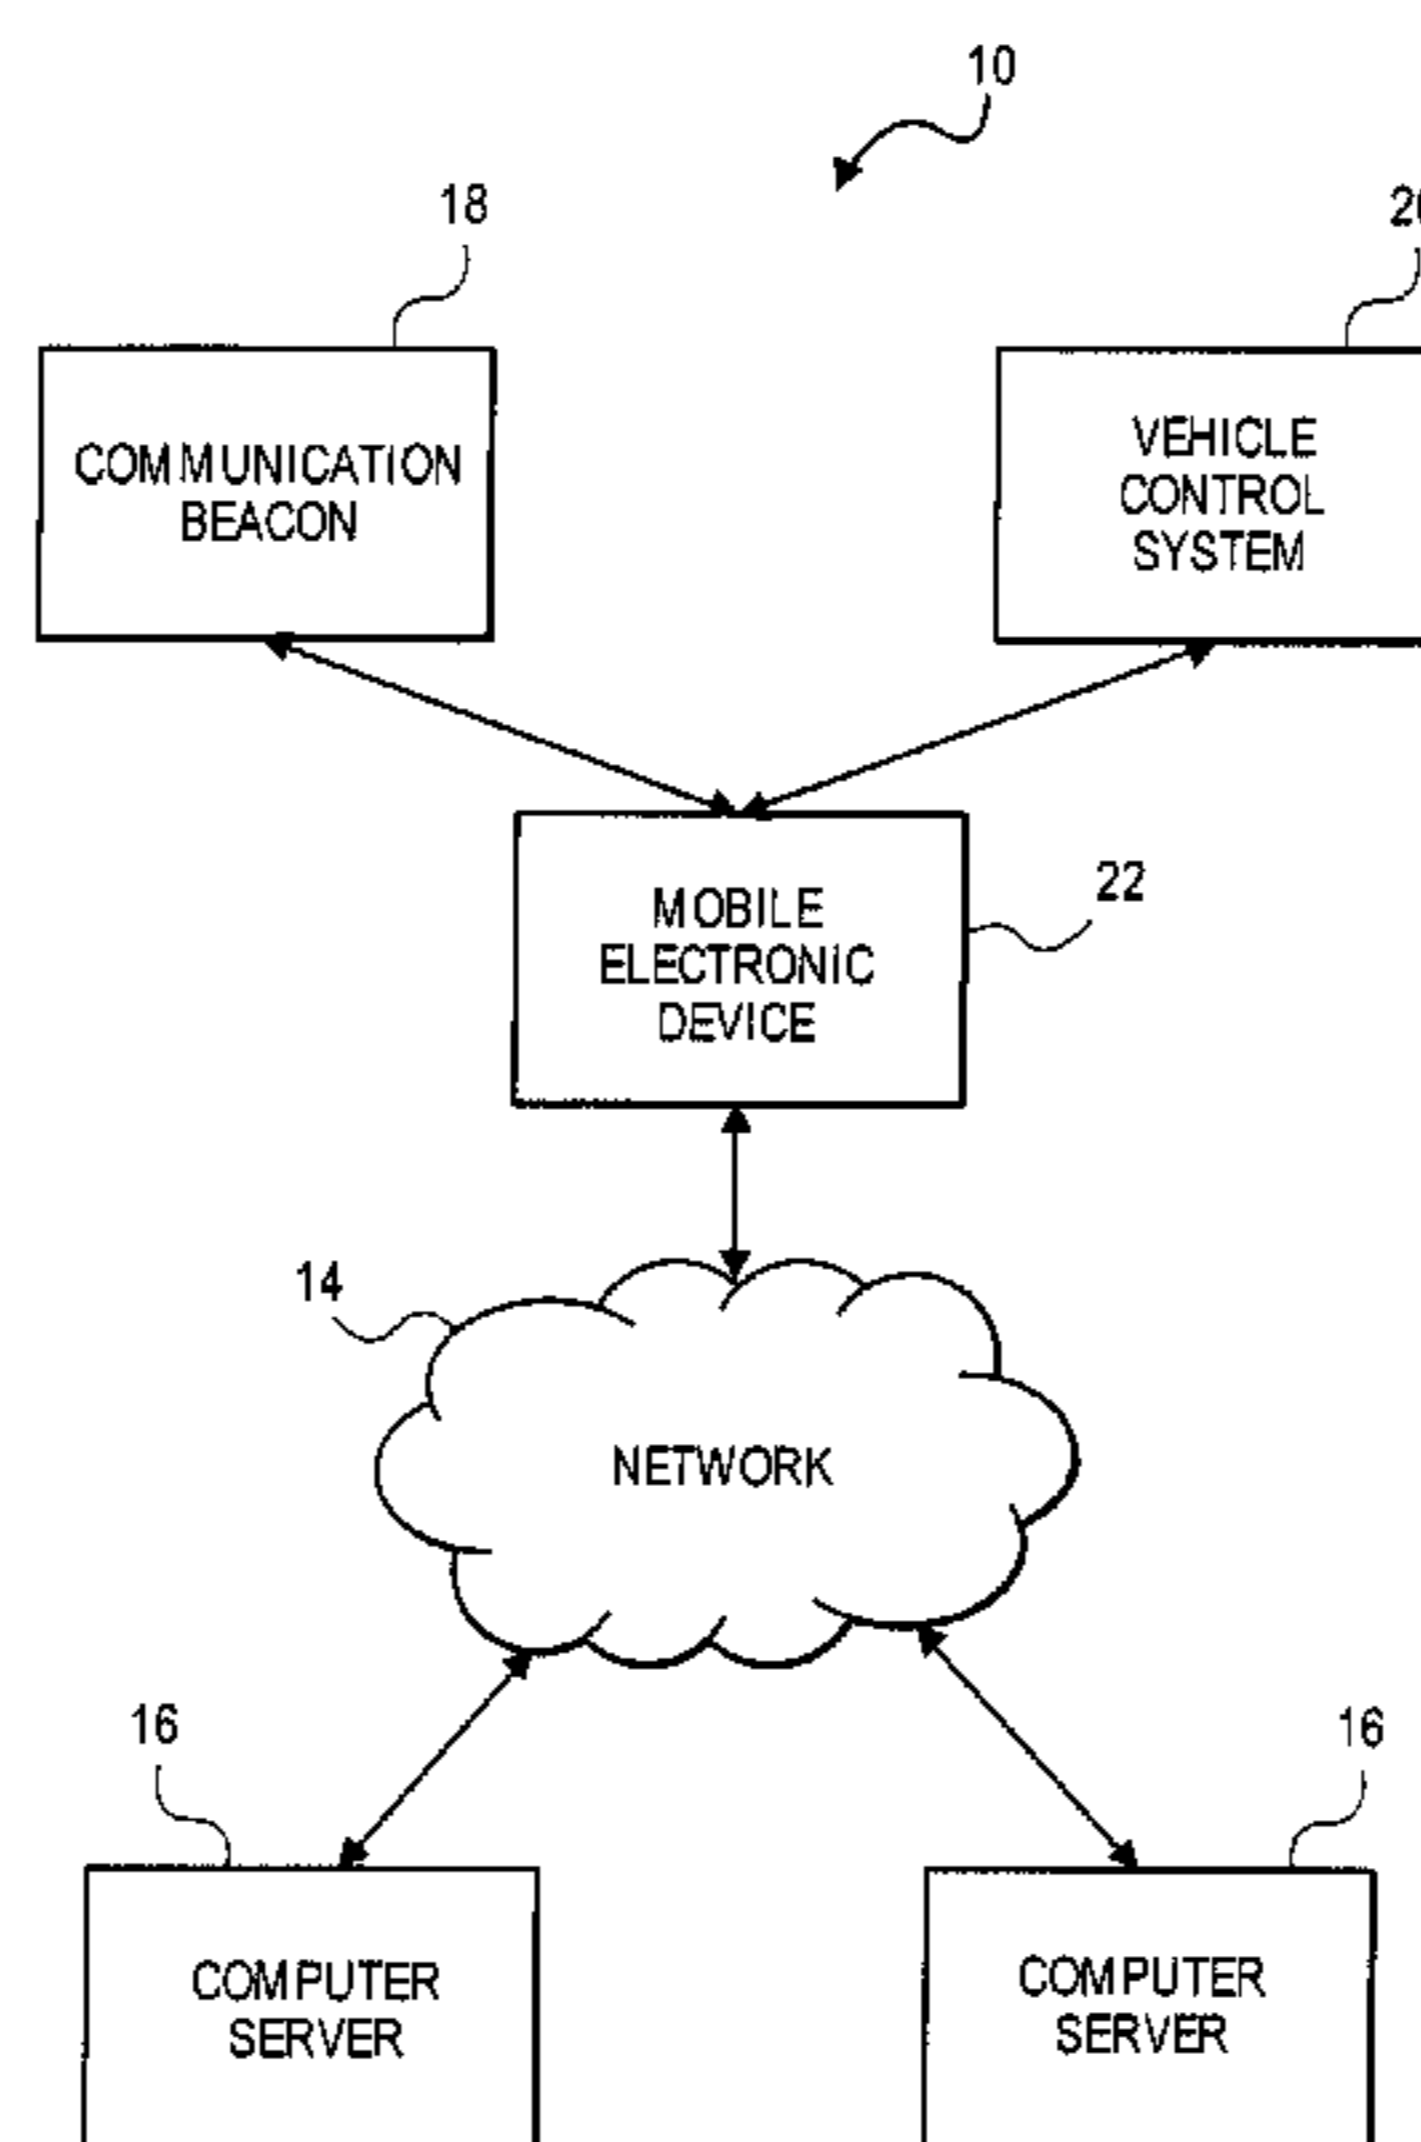 10
18
COMMUNICATION
BEACON
VEHICLE
CONTROL
SYSTEM
MOBILE
ELECTRONIC
DEVICE
22
14
NETWORK
16
16
COMPUTER
SERVER
COMPUTER
SERVER